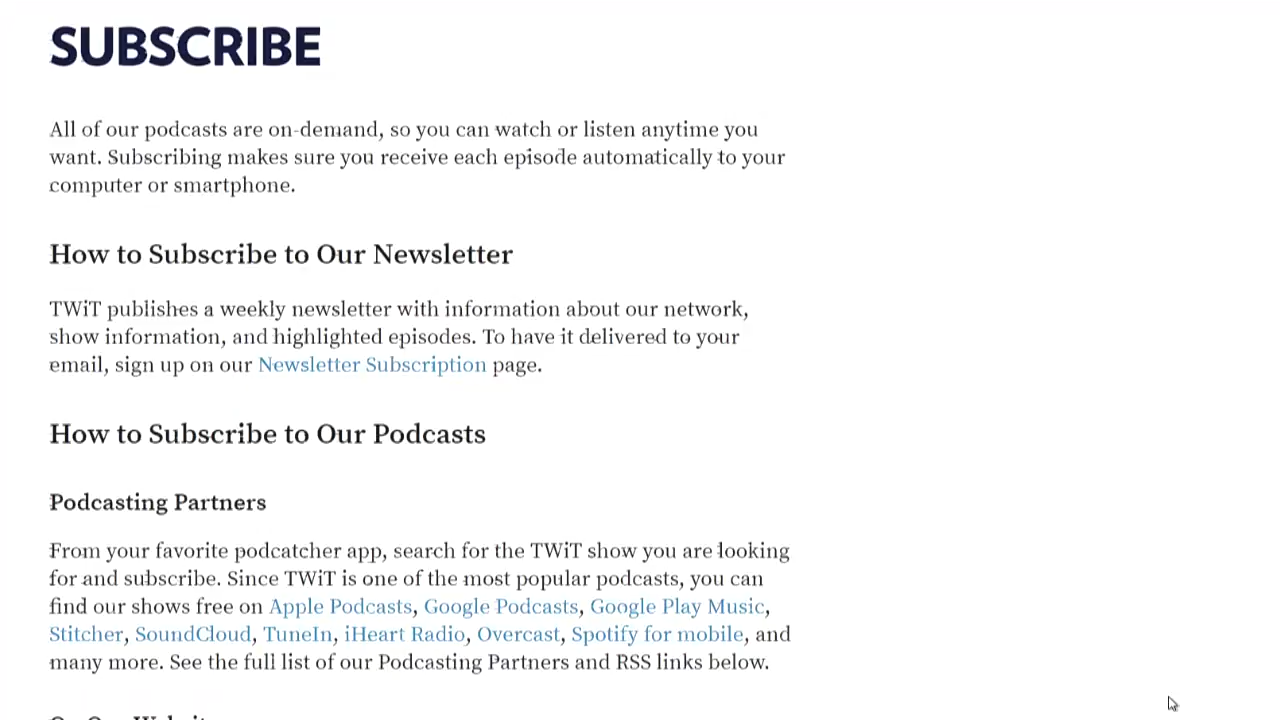 SUBSCRIBE
All of our podcasts are on-demand, so you can watch or listen anytime you
want. Subscribing makes sure you receive each episode automatically to your
computer or smartphone.
How to Subscribe to Our Newsletter
TWiT publishes a weekly newsletter with information about our network,
show information, and highlighted episodes. To have it delivered to your
email, sign up on our Newsletter Subscription page.
How to Subscribe to Our Podcasts
Podcasting Partners
From your favorite podcatcher app, search for the TWiT show you are looking
for and subscribe. Since TWiT is one of the most popular podcasts, you can
find our shows free on Apple Podcasts, Google Podcasts, Google Play Music,
Stitcher, SoundCloud, TuneIn, iHeart Radio, Overcast, Spotify for mobile, and
many more. See the full list of our Podcasting Partners and RSS links below.